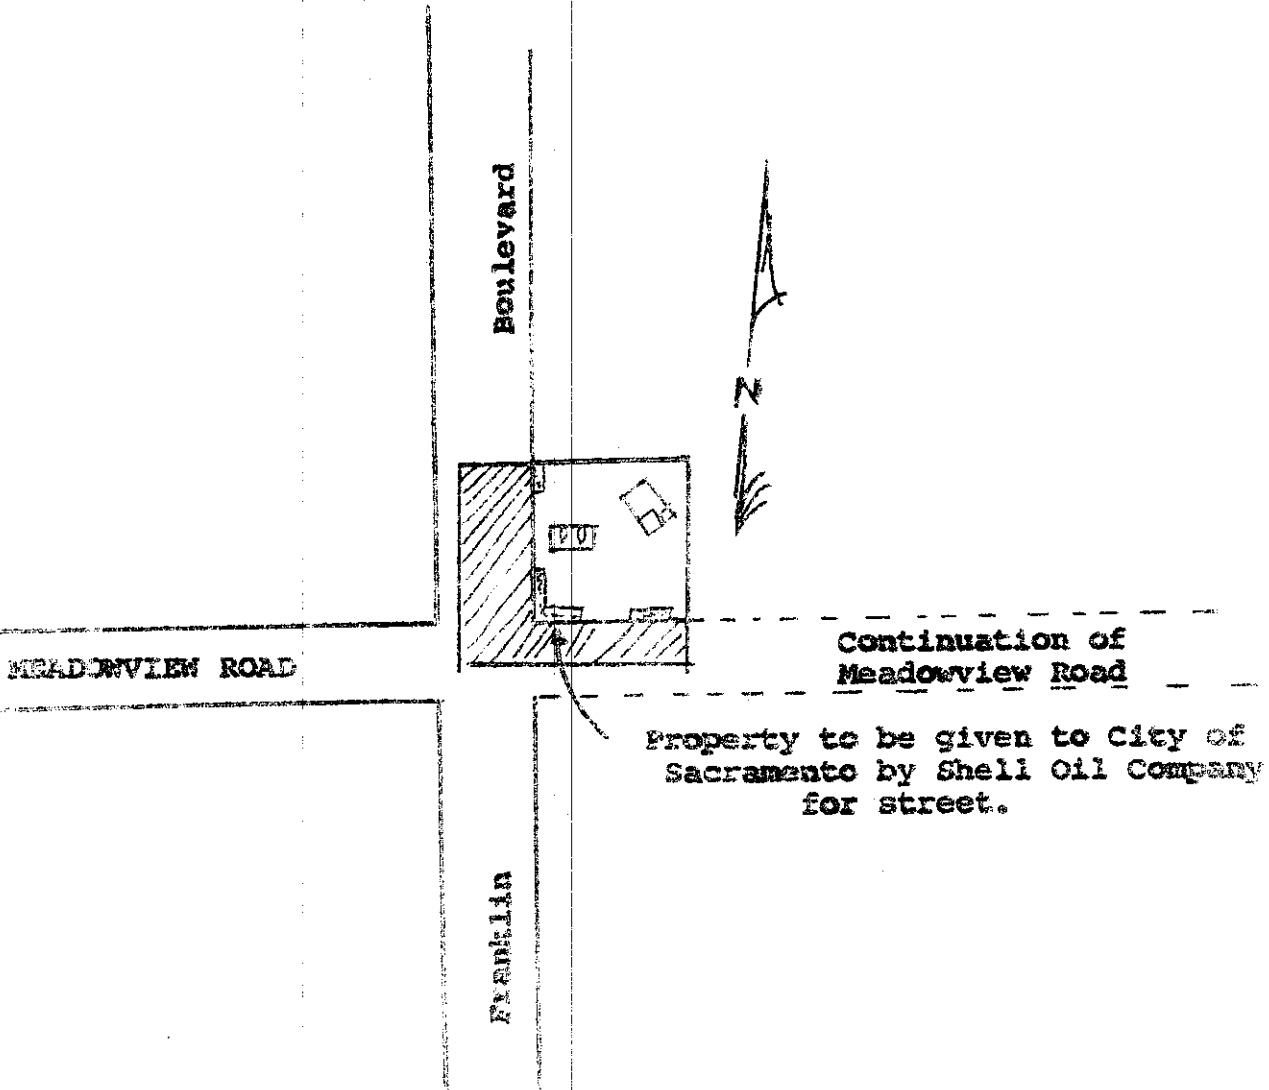 Boulevard
N
MEADOWVIEW ROAD
Continuation of
Meadowview Road
Property to be given to City of
Sacramento by Shell Oil Company
for street.
Franklin